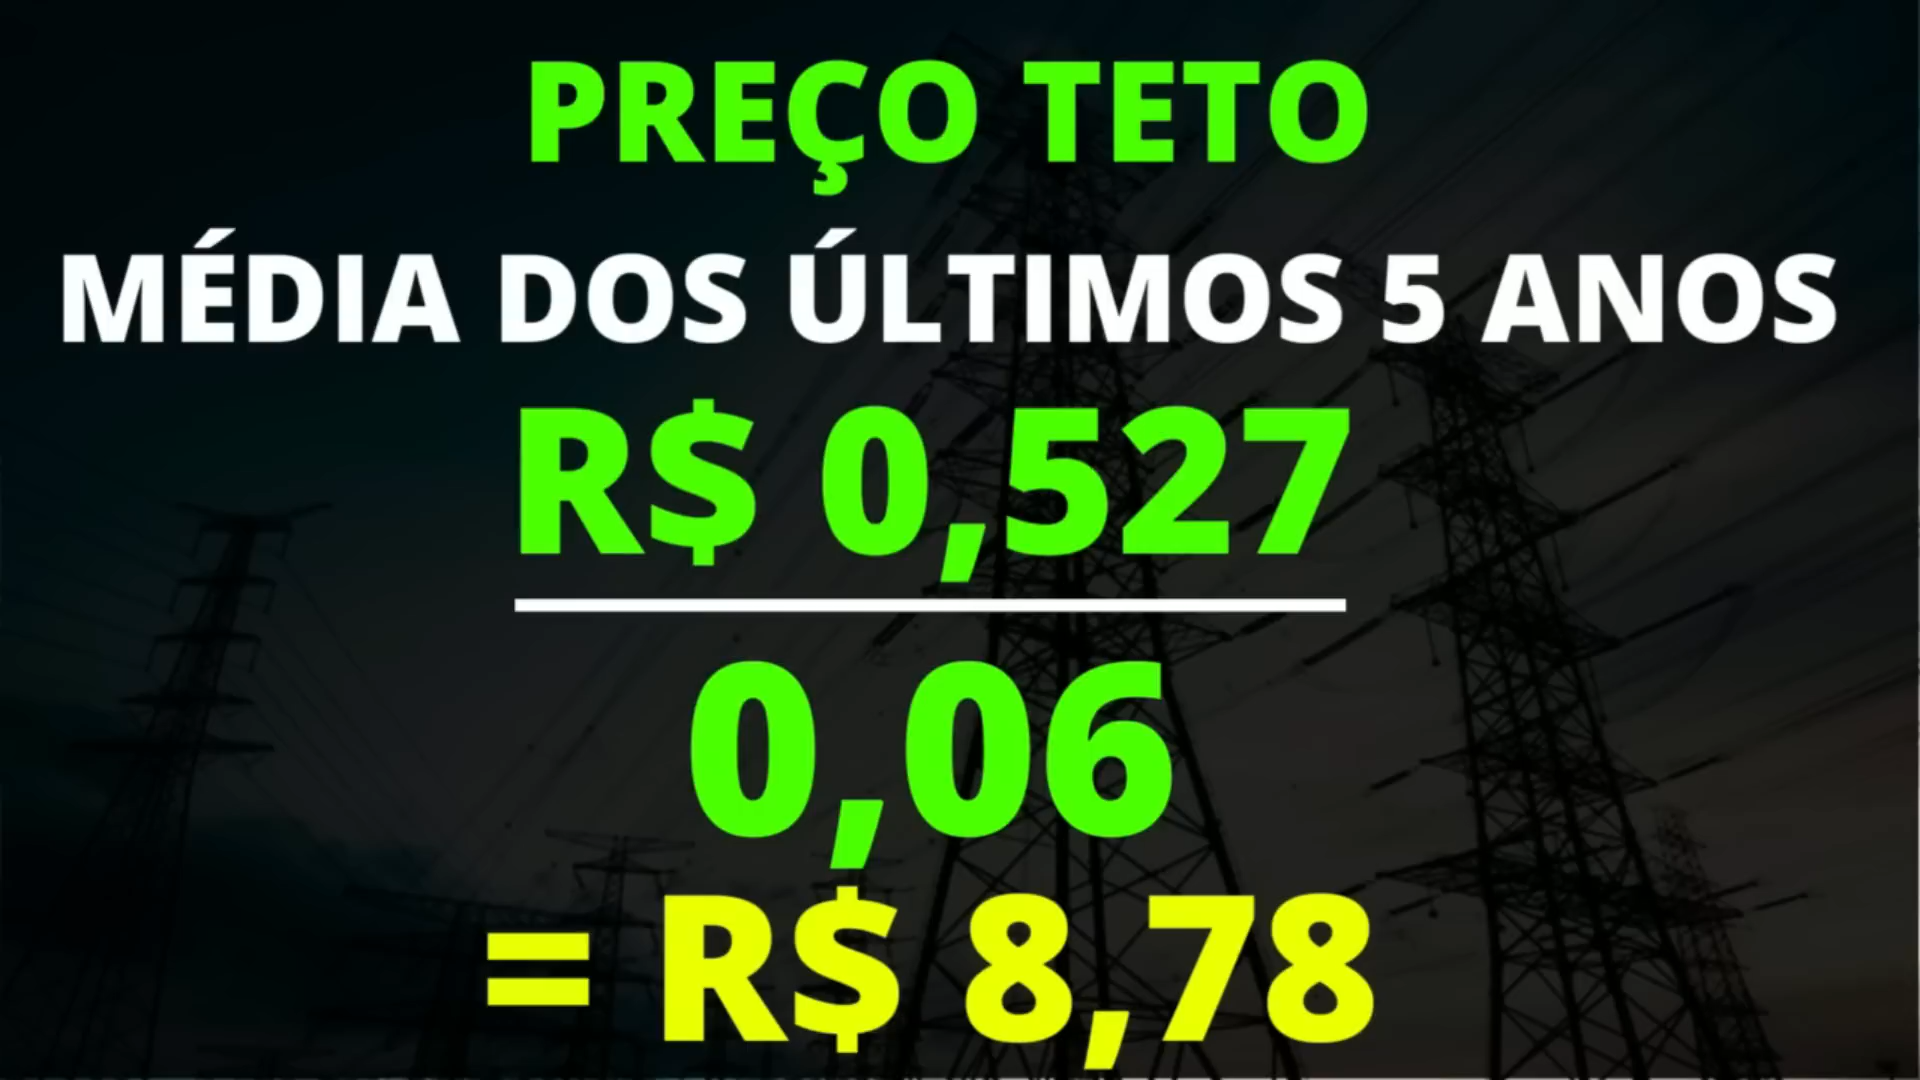 PREÇO TETO
MÉDIA DOS ÚLTIMOS 5 ANOS
R$ 0,527
0,06
= R$ 8,78